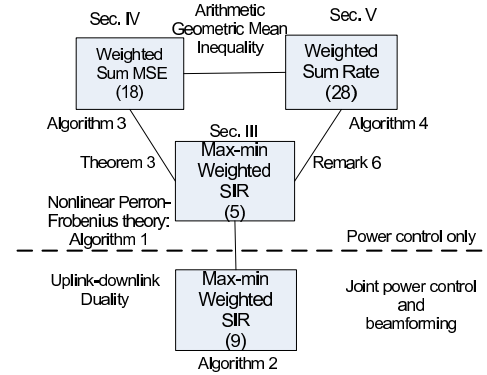 Sec. IV
Arithmetic
Geometric Mean
Inequality
Sec. V
Weighted
Sum MSE
(18)
Weighted
Sum Rate
(28)
Algorithm 3
Algorithm 4
Sec. III
Theorem 3
Max-min
Weighted
SIR
(5)
Remark 6
Nonlinear Perron-
Frobenius theory:
Algorithm 1
Power control only
Uplink-downlink
Duality
Max-min
Weighted
SIR
(9)
Joint power control
and
beamforming
Algorithm 2